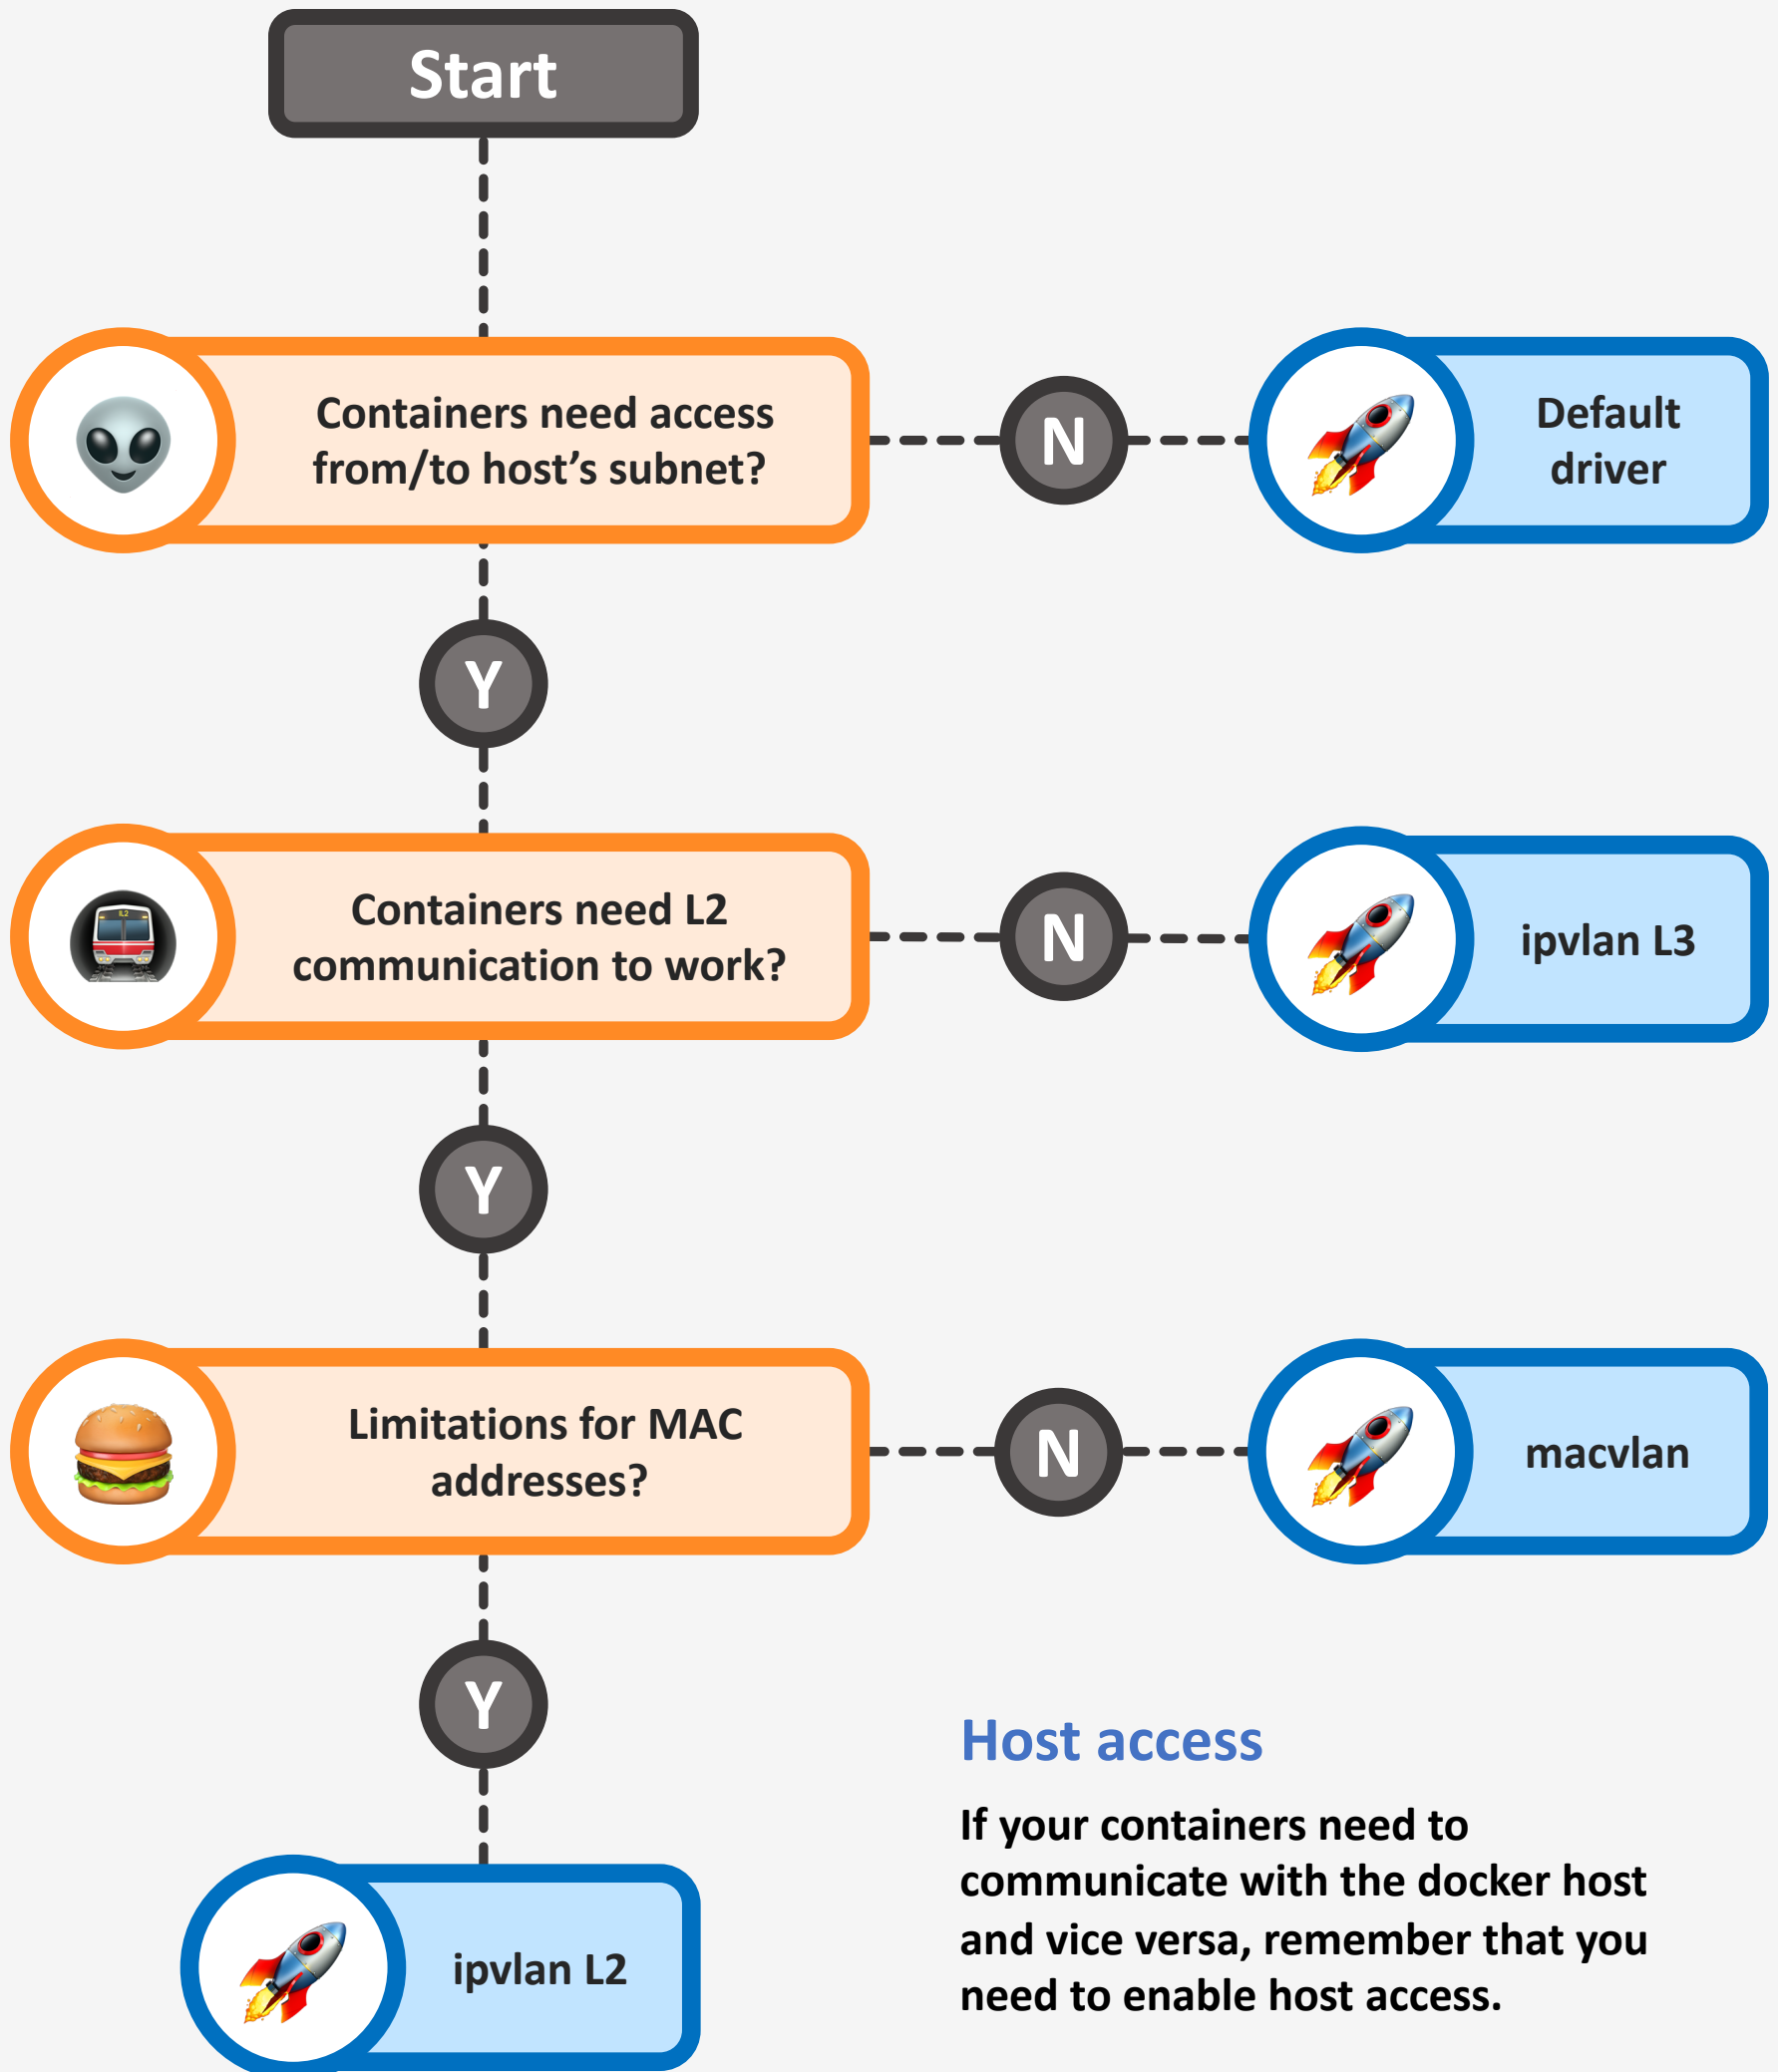 Start
Containers need access
from/to host’s subnet?
N
Default
driver
Y
IL2
Containers need L2
communication to work?
N
ipvlan L3
Y
Limitations for MAC
addresses?
N
macvlan
Y
ipvlan L2
Host access
If your containers need to
communicate with the docker host
and vice versa, remember that you
need to enable host access.